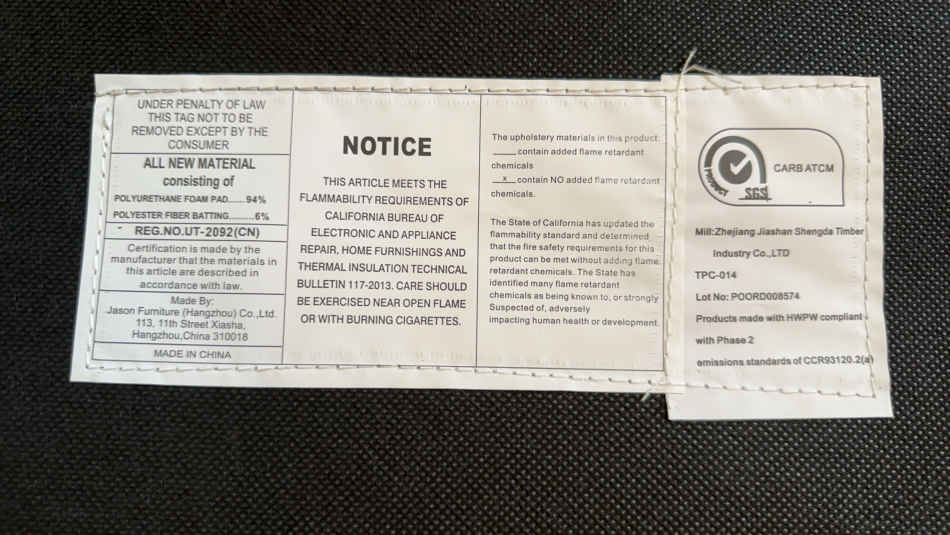 UNDER PENALTY OF LAW
THIS TAG NOT TO BE
REMOVED EXCEPT BY THE
CONSUMER
ALL NEW MATERIAL
consisting of
POLYURETHANE FOAM PAD.....94%
POLYESTER FIBER BATTING........6%
REG.NO.UT-2092(CN)
Certification is made by the
manufacturer that the materials in
this article are described in
accordance with law.
Made By:
Jason Furniture (Hangzhou) Co.,Ltd.
113, 11th Street Xiasha,
Hangzhou,China 310018
MADE IN CHINA
NOTICE
THIS ARTICLE MEETS THE
FLAMMABILITY REQUIREMENTS OF
CALIFORNIA BUREAU OF
ELECTRONIC AND APPLIANCE
REPAIR, HOME FURNISHINGS AND
THERMAL INSULATION TECHNICAL
BULLETIN 117-2013. CARE SHOULD
BE EXERCISED NEAR OPEN FLAME
OR WITH BURNING CIGARETTES.
The upholstery materials in this product:
_____ contain added flame retardant
chemicals
__x__ contain NO added flame retardant
chemicals.
The State of California has updated the
flammability standard and determined
that the fire safety requirements for this
product can be met without adding flame
retardant chemicals. The State has
identified many flame retardant
chemicals as being known to, or strongly
Suspected of, adversely
impacting human health or development.
PRODUCT
SGS
CARB ATCM
Mill:Zhejiang Jiashan Shengda Timber
Industry Co.,LTD
TPC-014
Lot No: POORD008574
Products made with HWPW compliant
with Phase 2
emissions standards of CCR93120.2(a)